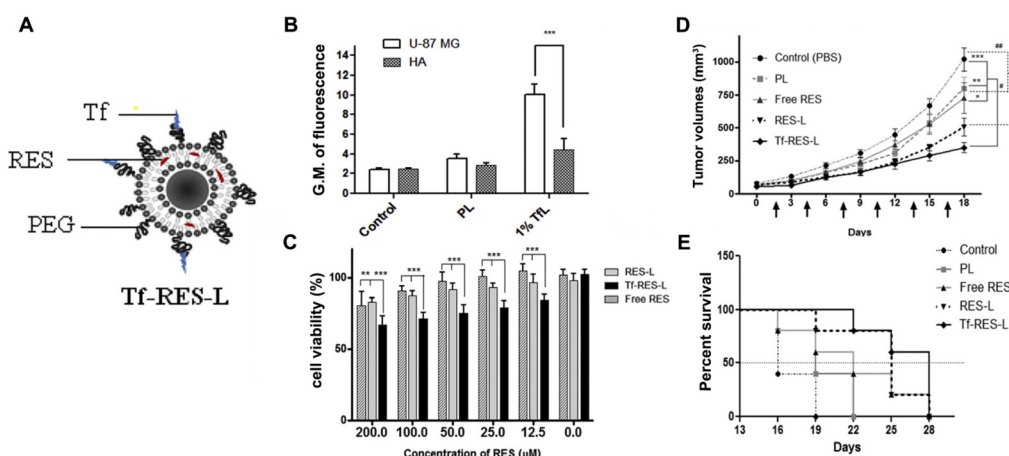 A
Tf
RES
PEG
Tf-RES-L
B
U-87 MG
HA
***
G.M. of fluorescence
14
12
10
8
6
4
2
0
Control
PL
1% TfL
C
RES-L
Tf-RES-L
Free RES
** *** *** *** *** ***
cell viability (%)
100
50
0
200.0 100.0 50.0 25.0 12.5 0.0
Concentration of RES (μM)
D
Control (PBS)
PL
Free RES
RES-L
Tf-RES-L
##
***
**
*
#
Tumor volumes (mm³)
1000
750
500
250
0
0 3 6 9 12 15 18
Days
E
Control
PL
Free RES
RES-L
Tf-RES-L
Percent survival
150
100
50
0
13 16 19 22 25 28
Days